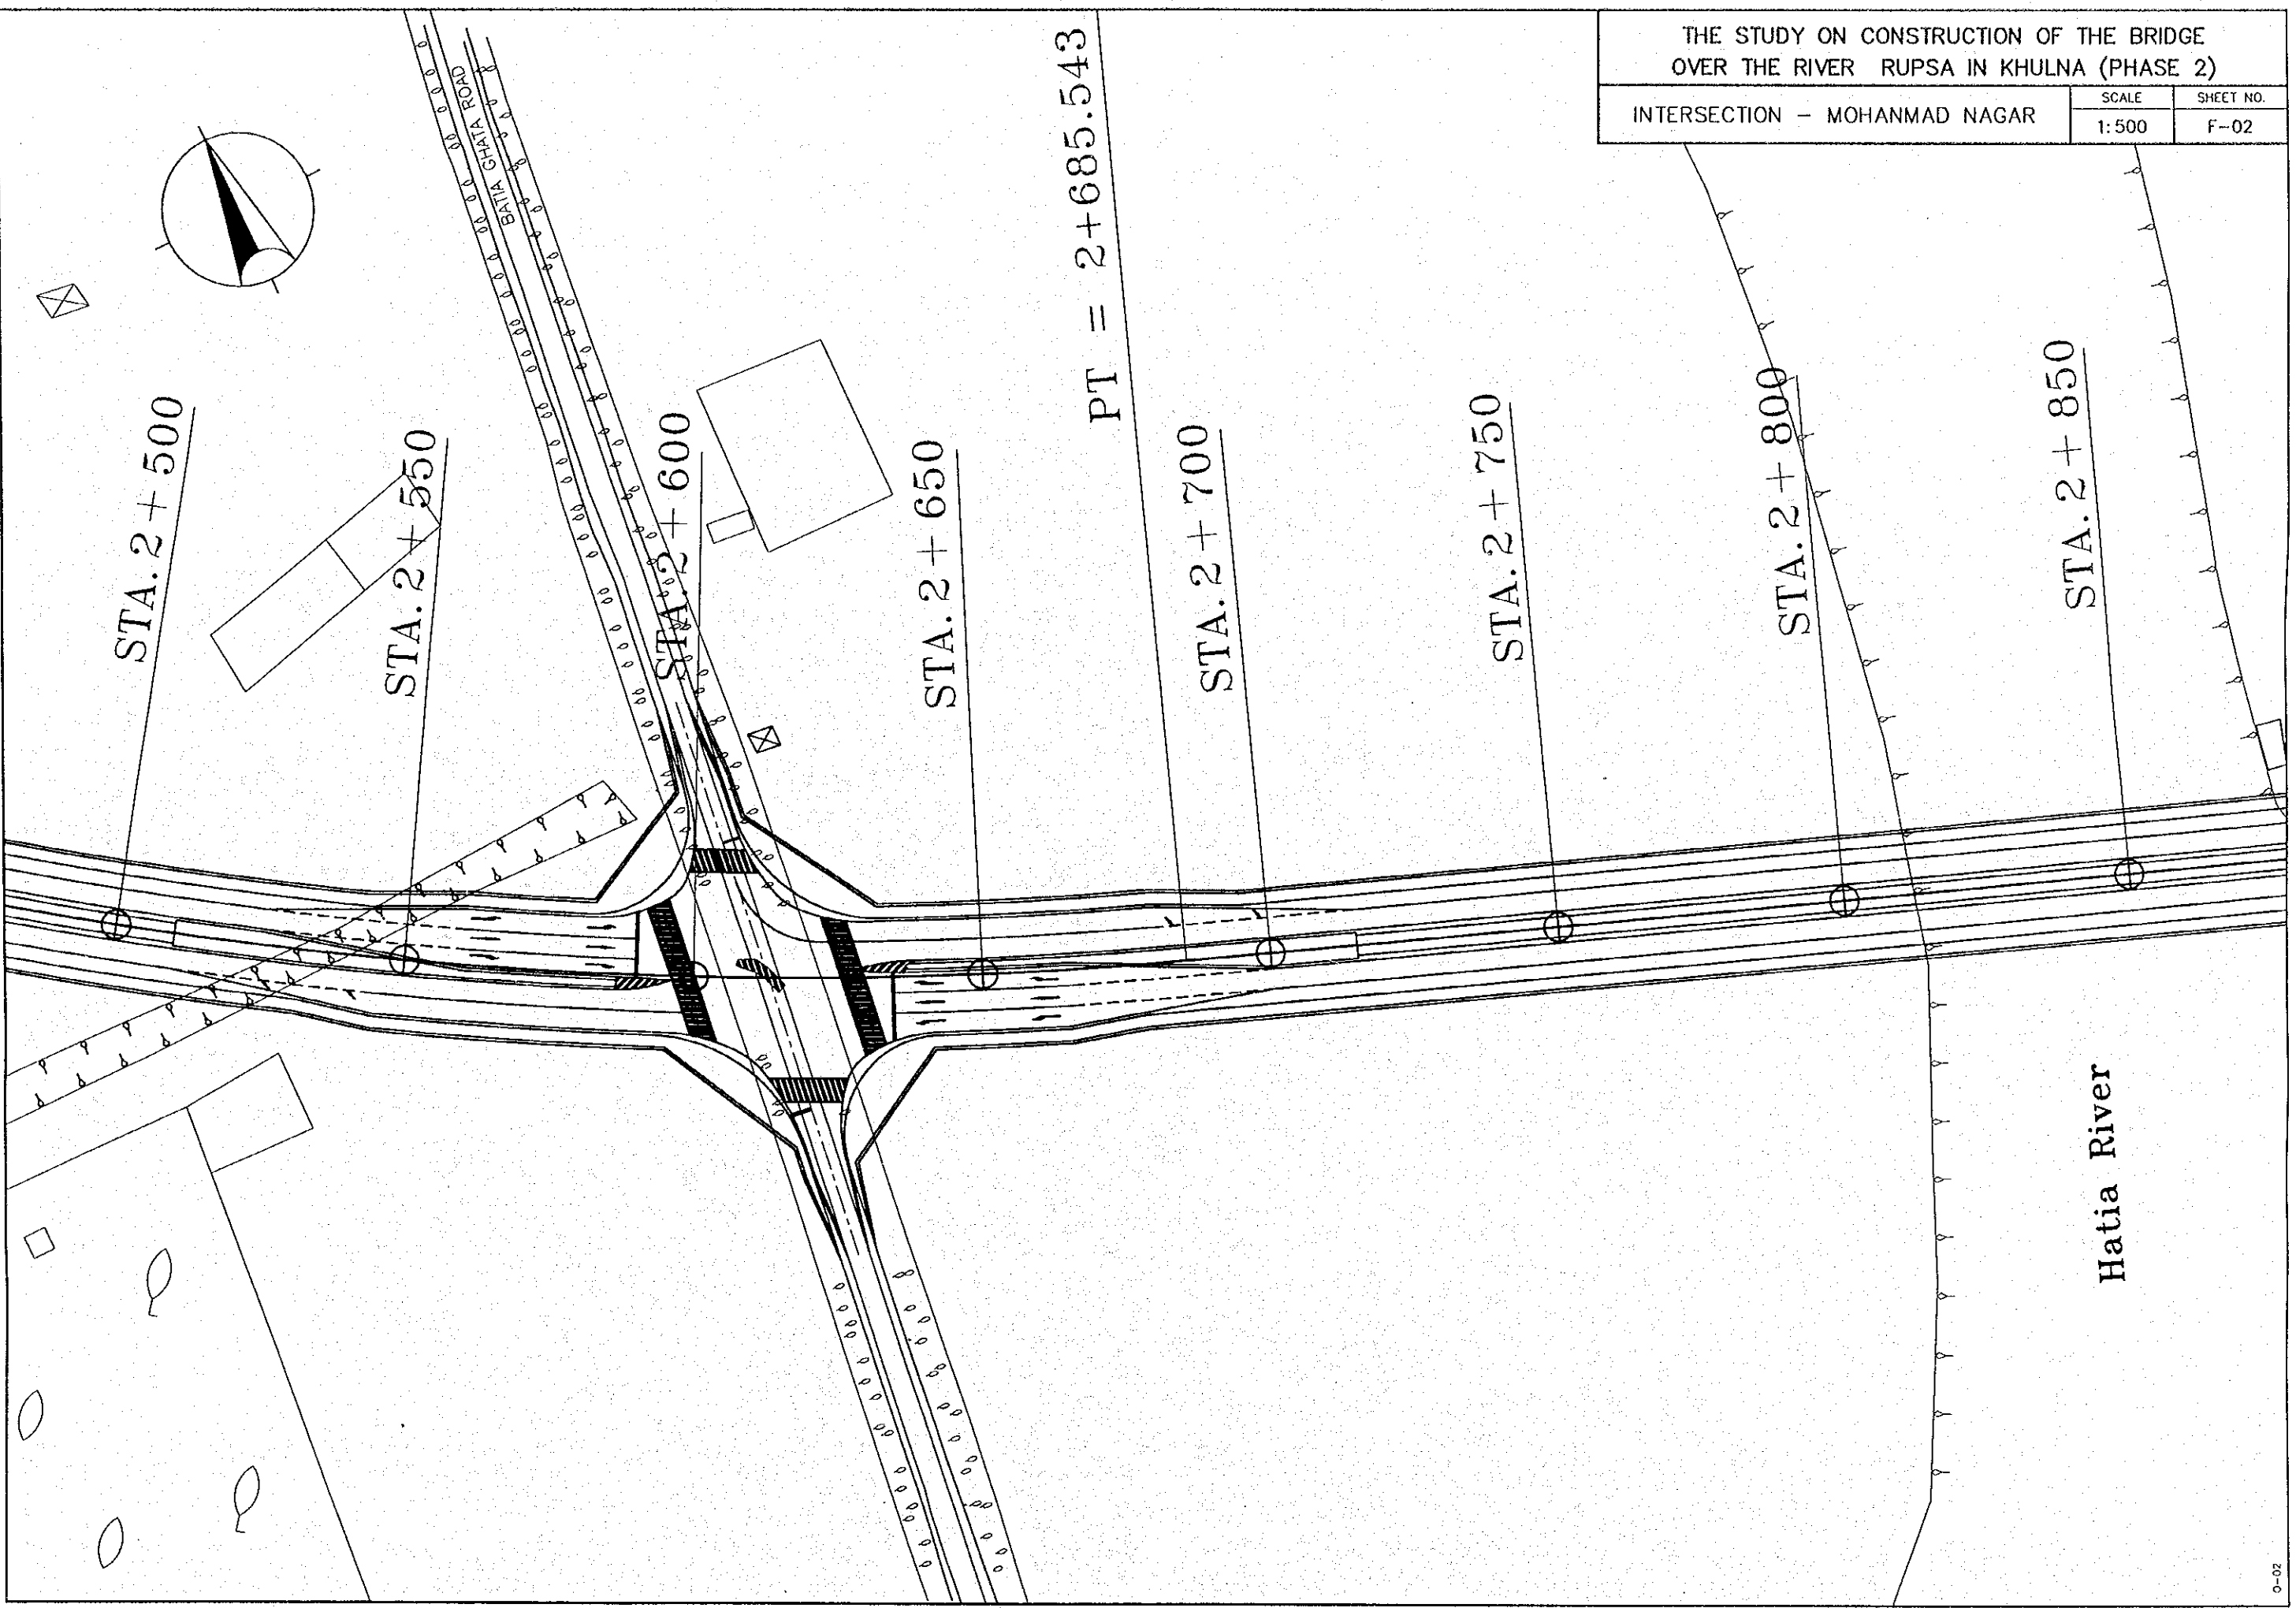 THE STUDY ON CONSTRUCTION OF THE BRIDGE
OVER THE RIVER RUPSA IN KHULNA (PHASE 2)
INTERSECTION - MOHANMAD NAGAR
SCALE
1:500
SHEET NO.
F-02
BATIA GHATA ROAD
STA.2+500
STA.2+550
STA.2+600
STA.2+650
PT = 2+685.543
STA.2+700
STA.2+750
STA.2+800
STA.2+850
Hatia River
0-02